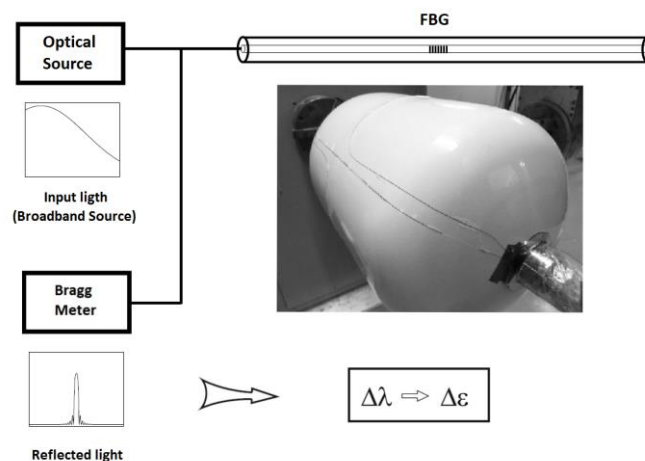 FBG
Optical
Source
Input ligth
(Broadband Source)
Bragg
Meter
Reflected light
Δλ ⇨ Δε